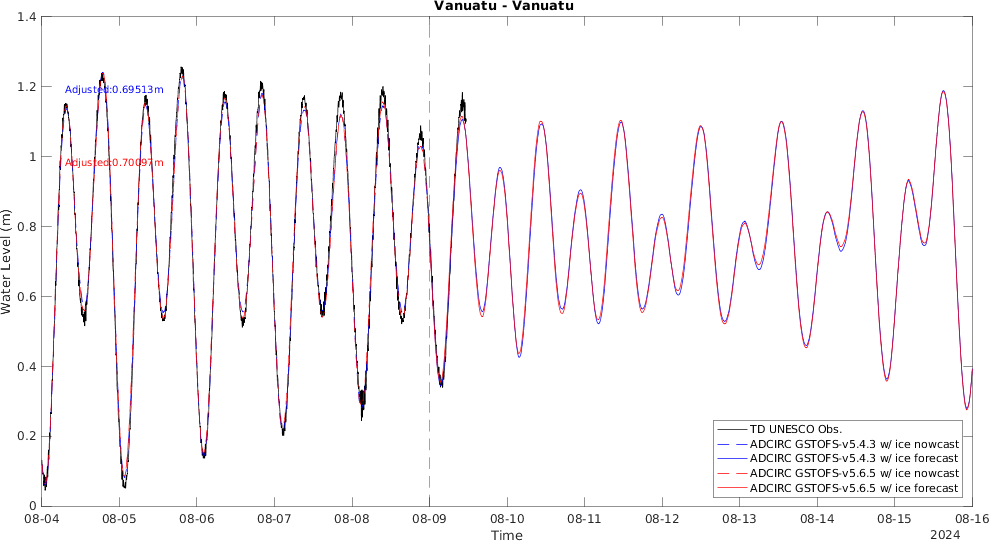 Vanuatu - Vanuatu
1.4
1.2
1
0.8
0.6
0.4
0.2
0
Water Level (m)
Adjusted:0.69513m
Adjusted:0.70097m
TD UNESCO Obs.
ADCIRC GSTOFS-v5.4.3 w/ ice nowcast
ADCIRC GSTOFS-v5.4.3 w/ ice forecast
ADCIRC GSTOFS-v5.6.5 w/ ice nowcast
ADCIRC GSTOFS-v5.6.5 w/ ice forecast
08-04 08-05 08-06 08-07 08-08 08-09 08-10 08-11 08-12 08-13 08-14 08-15 08-16
Time
2024